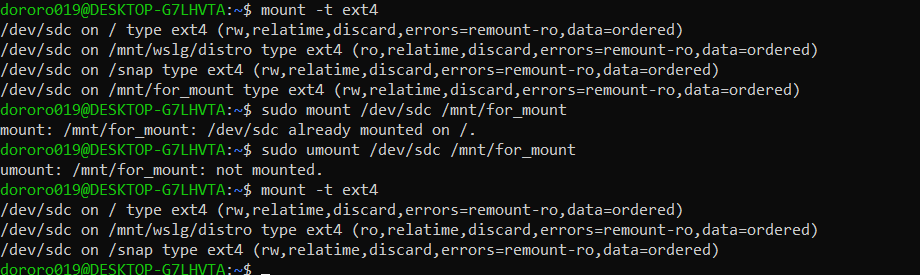 dororo019@DESKTOP-G7LHVTA:~$ mount -t ext4
/dev/sdc on / type ext4 (rw,relatime,discard,errors=remount-ro,data=ordered)
/dev/sdc on /mnt/wslg/distro type ext4 (ro,relatime,discard,errors=remount-ro,data=ordered)
/dev/sdc on /snap type ext4 (rw,relatime,discard,errors=remount-ro,data=ordered)
/dev/sdc on /mnt/for_mount type ext4 (rw,relatime,discard,errors=remount-ro,data=ordered)
dororo019@DESKTOP-G7LHVTA:~$ sudo mount /dev/sdc /mnt/for_mount
mount: /mnt/for_mount: /dev/sdc already mounted on /.
dororo019@DESKTOP-G7LHVTA:~$ sudo umount /dev/sdc /mnt/for_mount
umount: /mnt/for_mount: not mounted.
dororo019@DESKTOP-G7LHVTA:~$ mount -t ext4
/dev/sdc on / type ext4 (rw,relatime,discard,errors=remount-ro,data=ordered)
/dev/sdc on /mnt/wslg/distro type ext4 (ro,relatime,discard,errors=remount-ro,data=ordered)
/dev/sdc on /snap type ext4 (rw,relatime,discard,errors=remount-ro,data=ordered)
dororo019@DESKTOP-G7LHVTA:~$